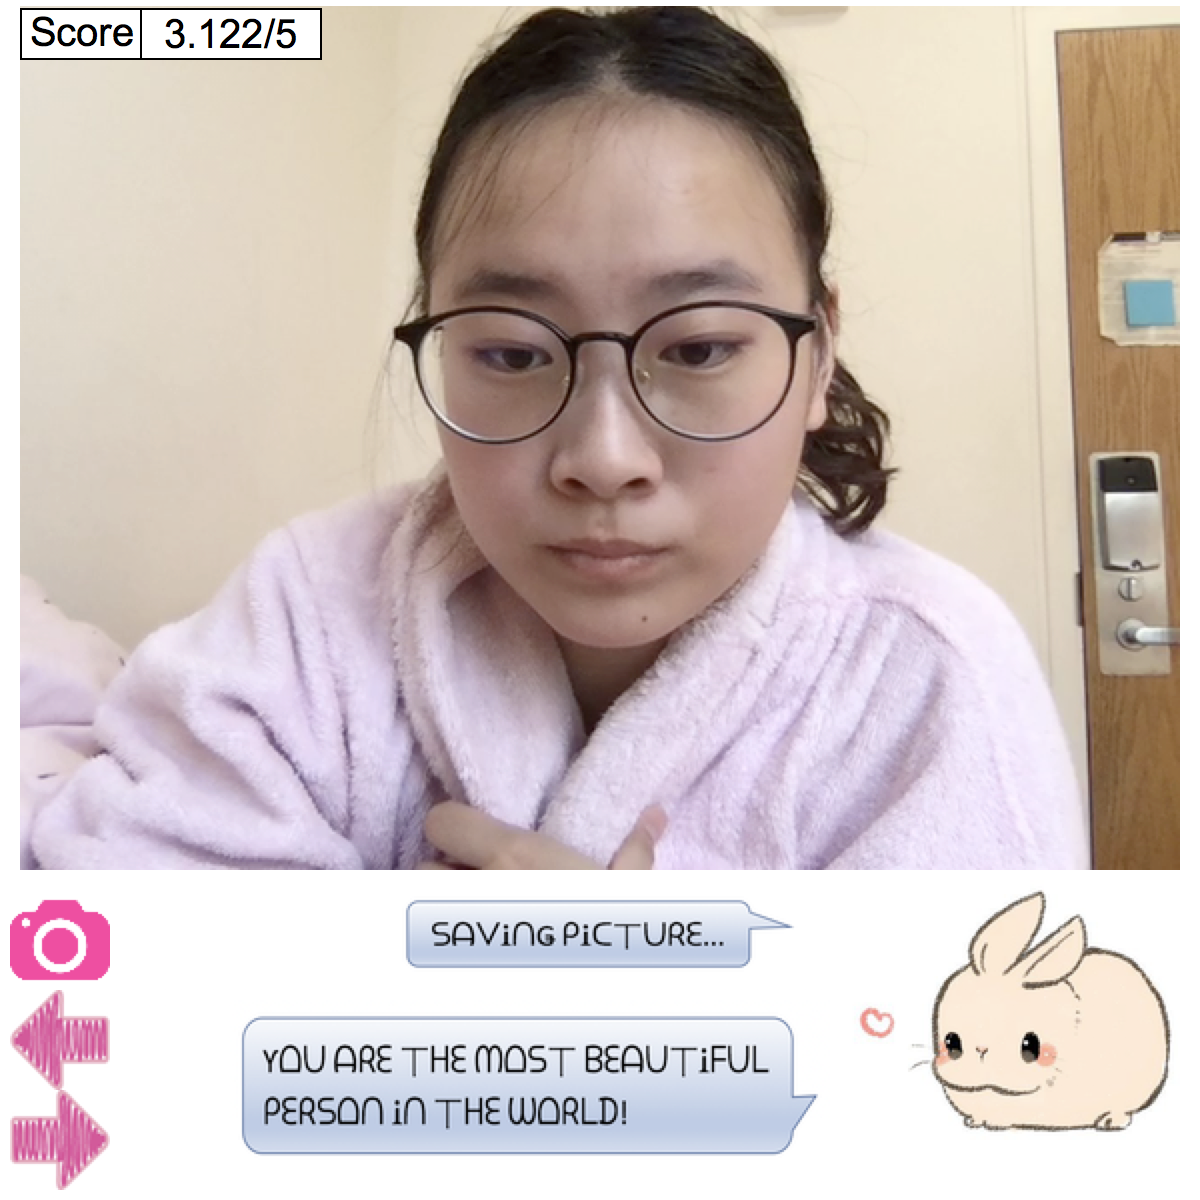 Score 3.122/5
SAVING PICTURE...
YOU ARE THE MOST BEAUTIFUL
PERSON IN THE WORLD!